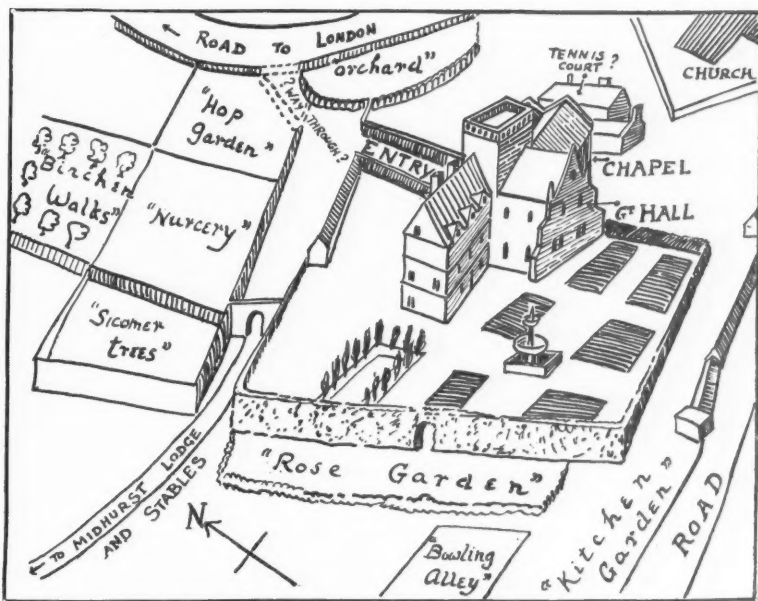 ROAD TO LONDON
"orchard"
? WAY THROUGH ?
"Hop
garden"
TENNIS
COURT ?
CHURCH
ENTRY
CHAPEL
GT HALL
"Birchen
Walks"
"Nurcery"
"Sicomer
trees"
"Rose Garden"
TO MIDHURST LODGE
AND STABLES
N
"Bowling
Alley"
"Kitchen
Garden"
ROAD